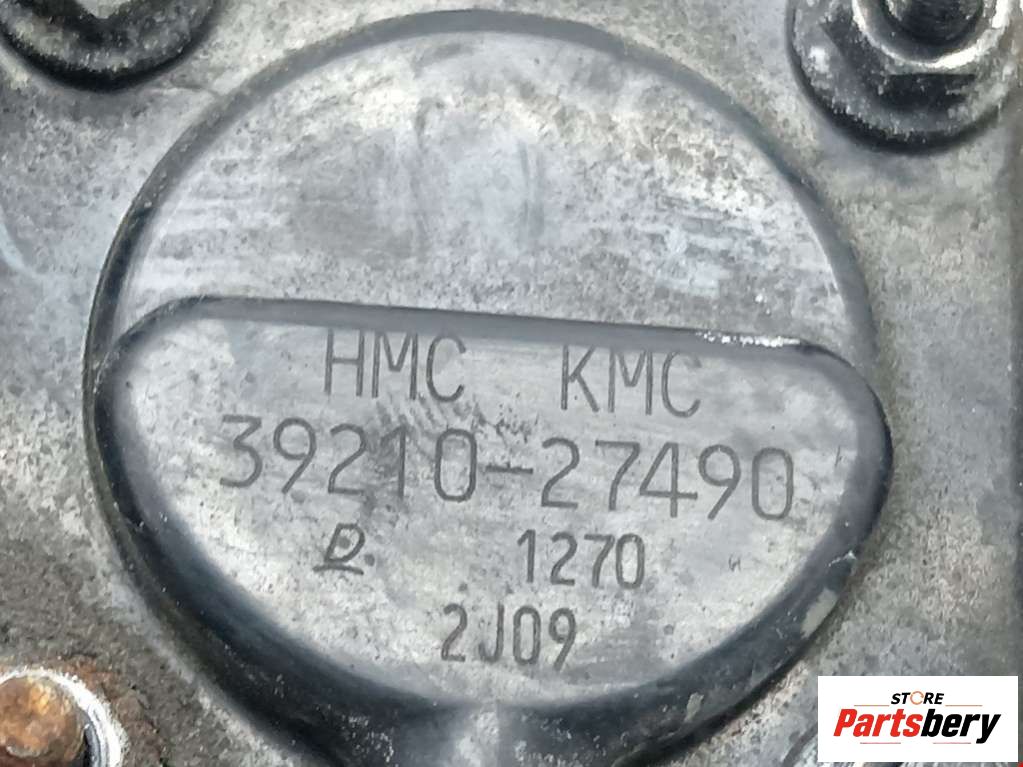 HMC KMC
39210-27490
D. 1270
2J09
STORE
Partsbery